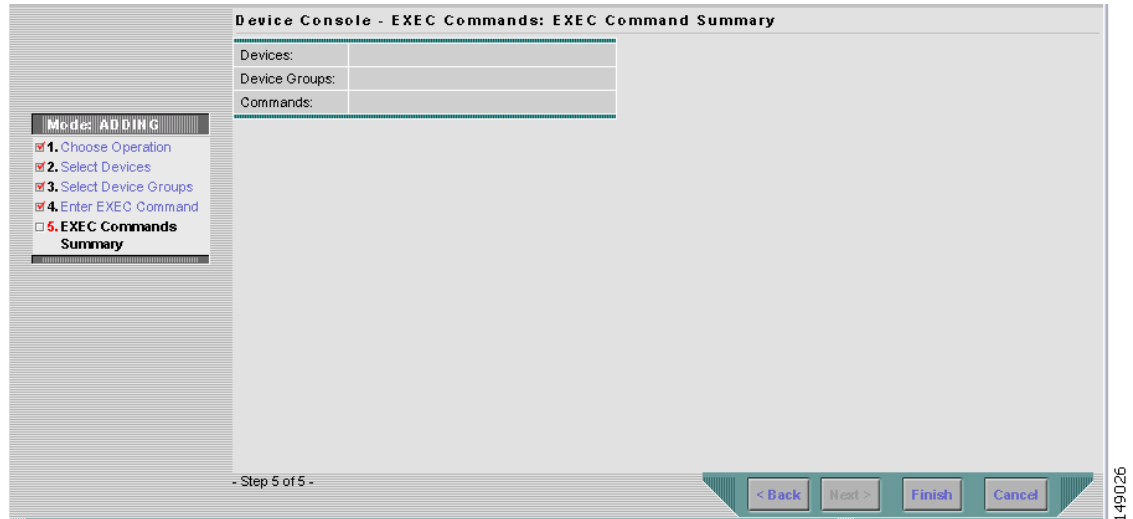 Device Console - EXEC Commands: EXEC Command Summary
Devices:
Device Groups:
Commands:
Mode: ADDING
1. Choose Operation
2. Select Devices
3. Select Device Groups
4. Enter EXEC Command
5. EXEC Commands
Summary
- Step 5 of 5 -
< Back
Next >
Finish
Cancel
149026